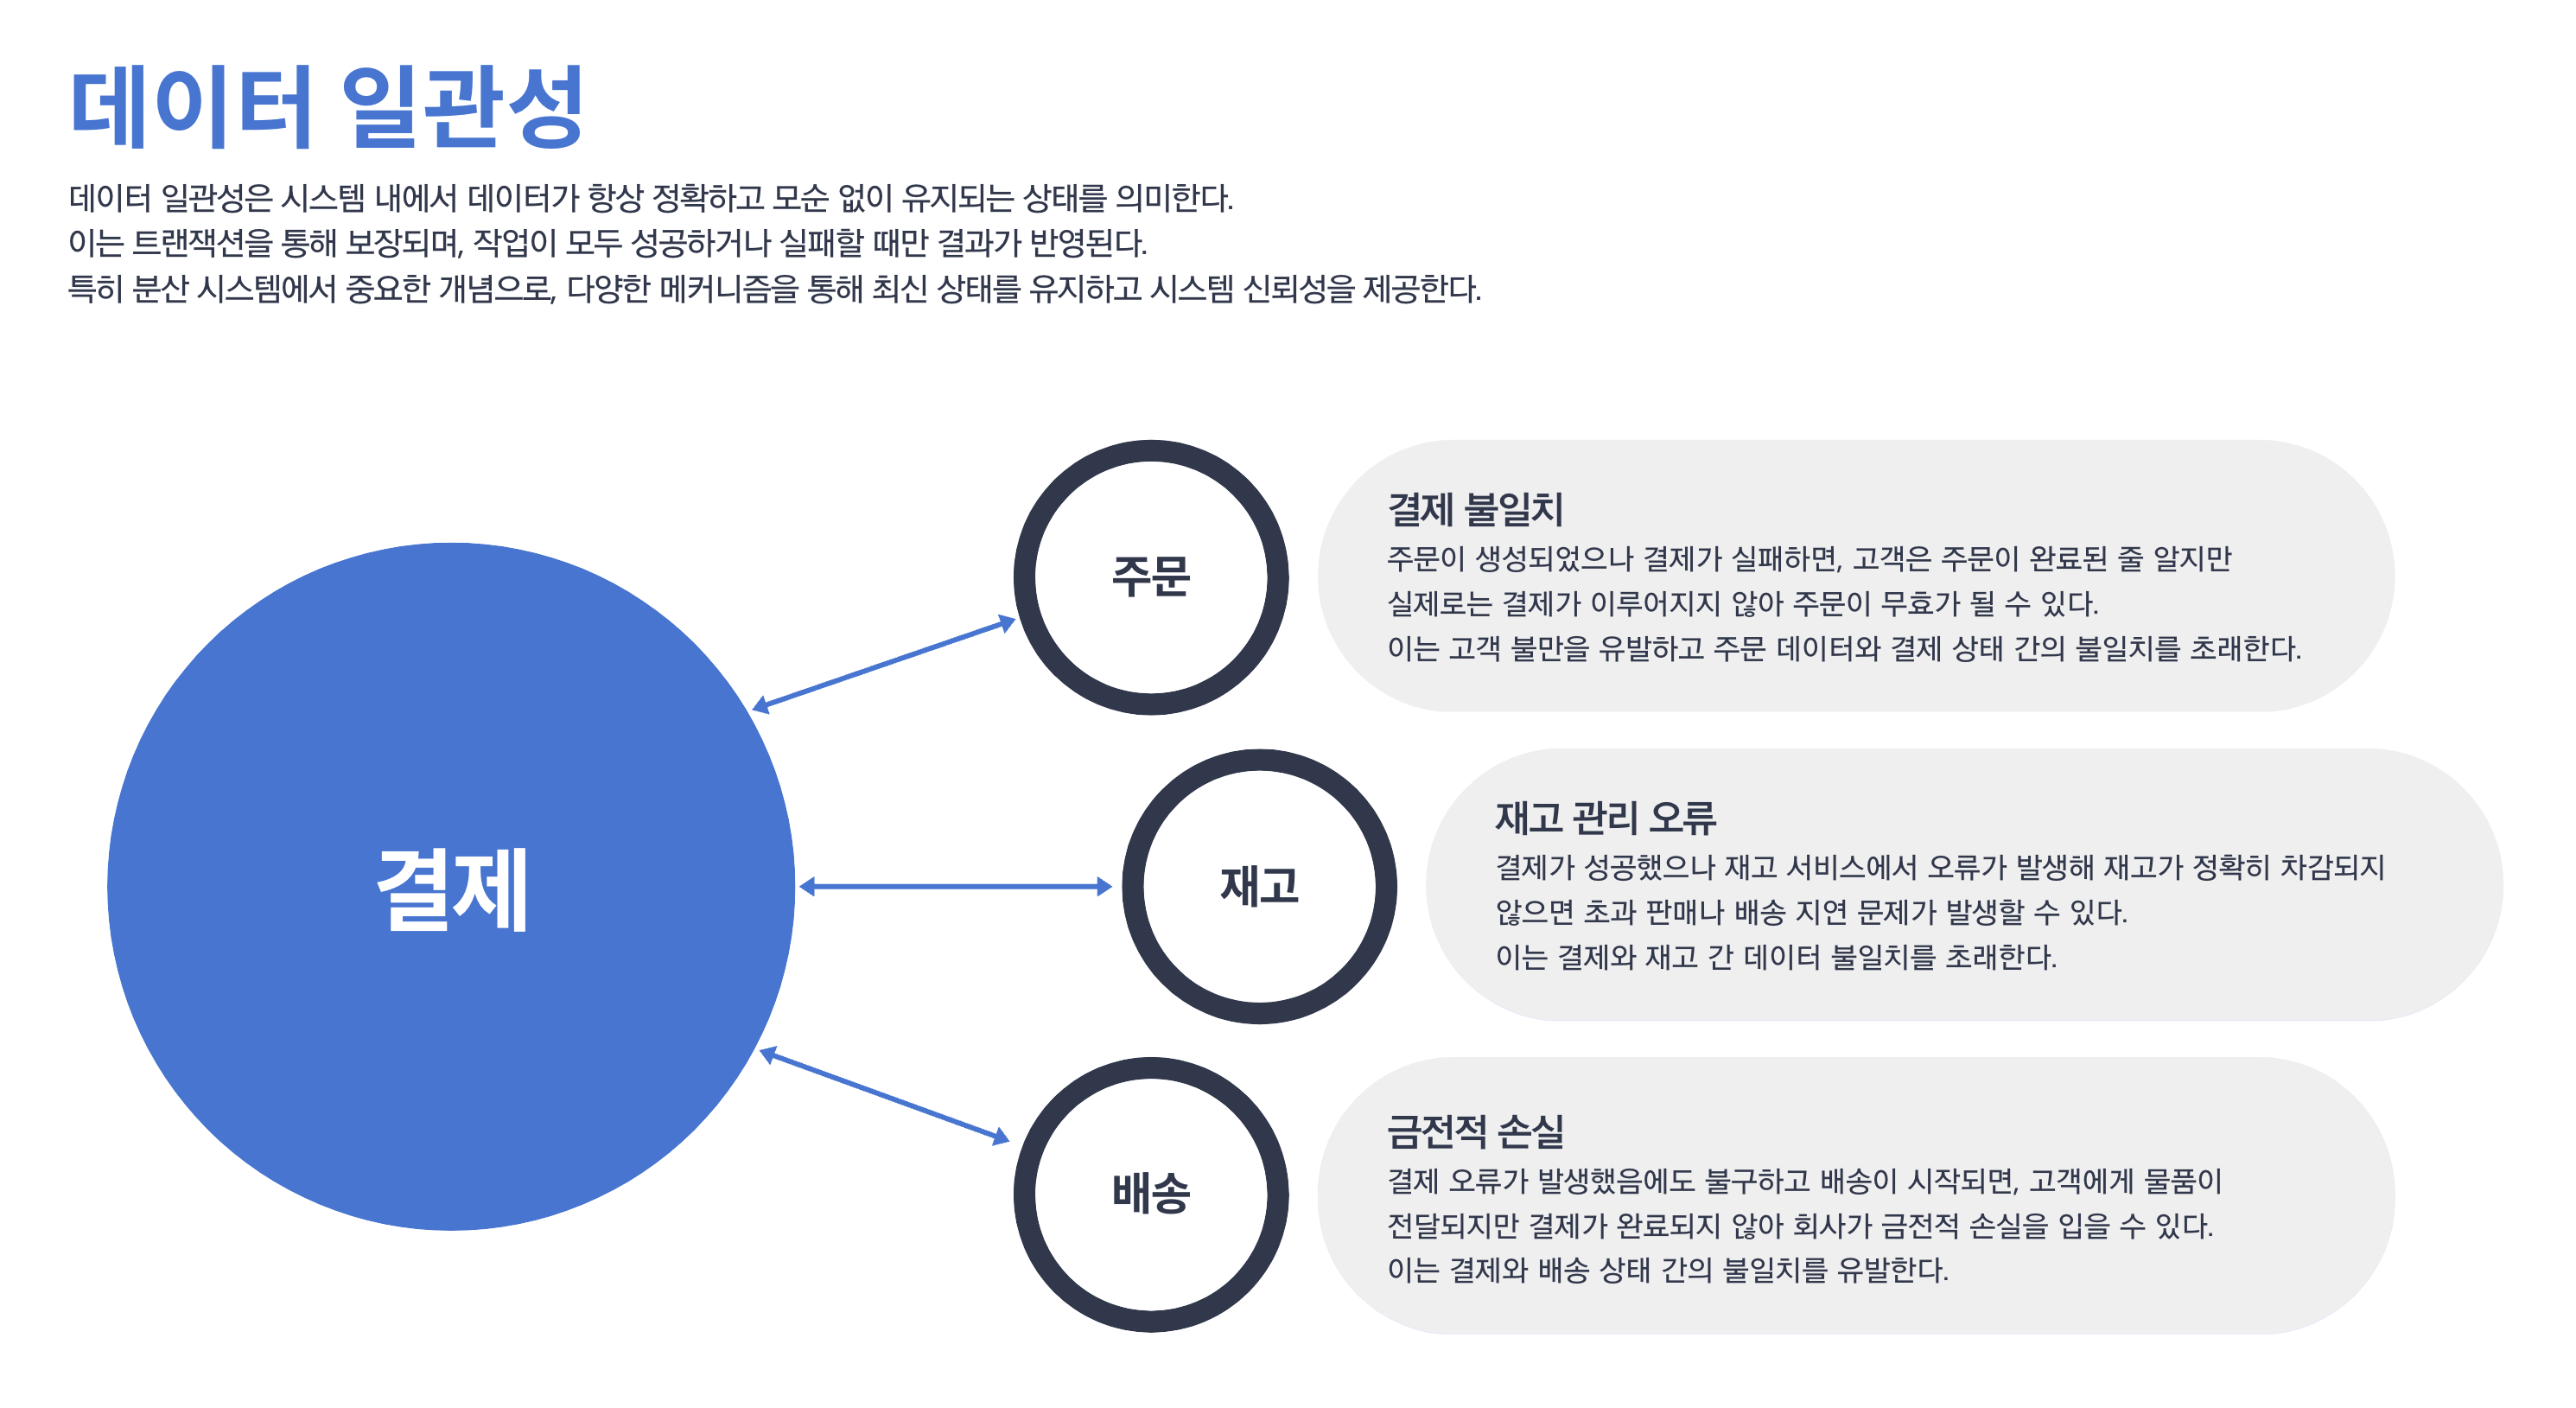 데이터 일관성
데이터 일관성은 시스템 내에서 데이터가 항상 정확하고 모순 없이 유지되는 상태를 의미한다.
이는 트랜잭션을 통해 보장되며, 작업이 모두 성공하거나 실패할 때만 결과가 반영된다.
특히 분산 시스템에서 중요한 개념으로, 다양한 메커니즘을 통해 최신 상태를 유지하고 시스템 신뢰성을 제공한다.
결제
주문
결제 불일치
주문이 생성되었으나 결제가 실패하면, 고객은 주문이 완료된 줄 알지만
실제로는 결제가 이루어지지 않아 주문이 무효가 될 수 있다.
이는 고객 불만을 유발하고 주문 데이터와 결제 상태 간의 불일치를 초래한다.
재고
재고 관리 오류
결제가 성공했으나 재고 서비스에서 오류가 발생해 재고가 정확히 차감되지
않으면 초과 판매나 배송 지연 문제가 발생할 수 있다.
이는 결제와 재고 간 데이터 불일치를 초래한다.
배송
금전적 손실
결제 오류가 발생했음에도 불구하고 배송이 시작되면, 고객에게 물품이
전달되지만 결제가 완료되지 않아 회사가 금전적 손실을 입을 수 있다.
이는 결제와 배송 상태 간의 불일치를 유발한다.